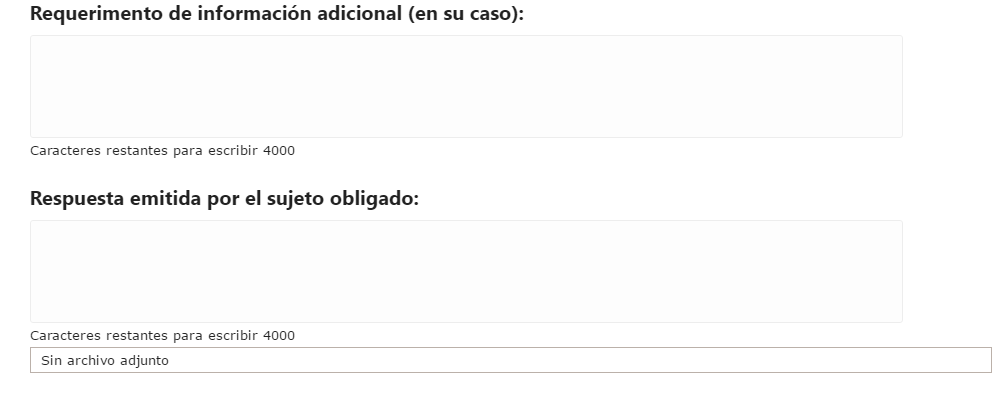 Requerimento de información adicional (en su caso):
Caracteres restantes para escribir 4000
Respuesta emitida por el sujeto obligado:
Caracteres restantes para escribir 4000
Sin archivo adjunto